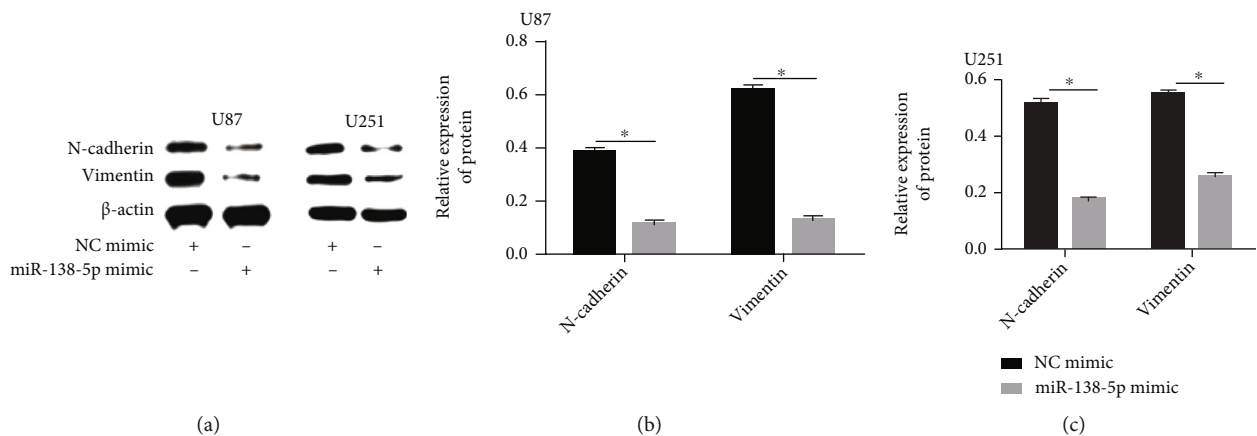 U87 U251
N-cadherin
Vimentin
β-actin
NC mimic + – + –
miR-138-5p mimic – + – +
(a)
U87
Relative expression
of protein
0.8
0.6
0.4
0.2
0.0
*
*
N-cadherin
Vimentin
(b)
U251
Relative expression
of protein
0.6
0.4
0.2
0.0
*
*
N-cadherin
Vimentin
NC mimic
miR-138-5p mimic
(c)